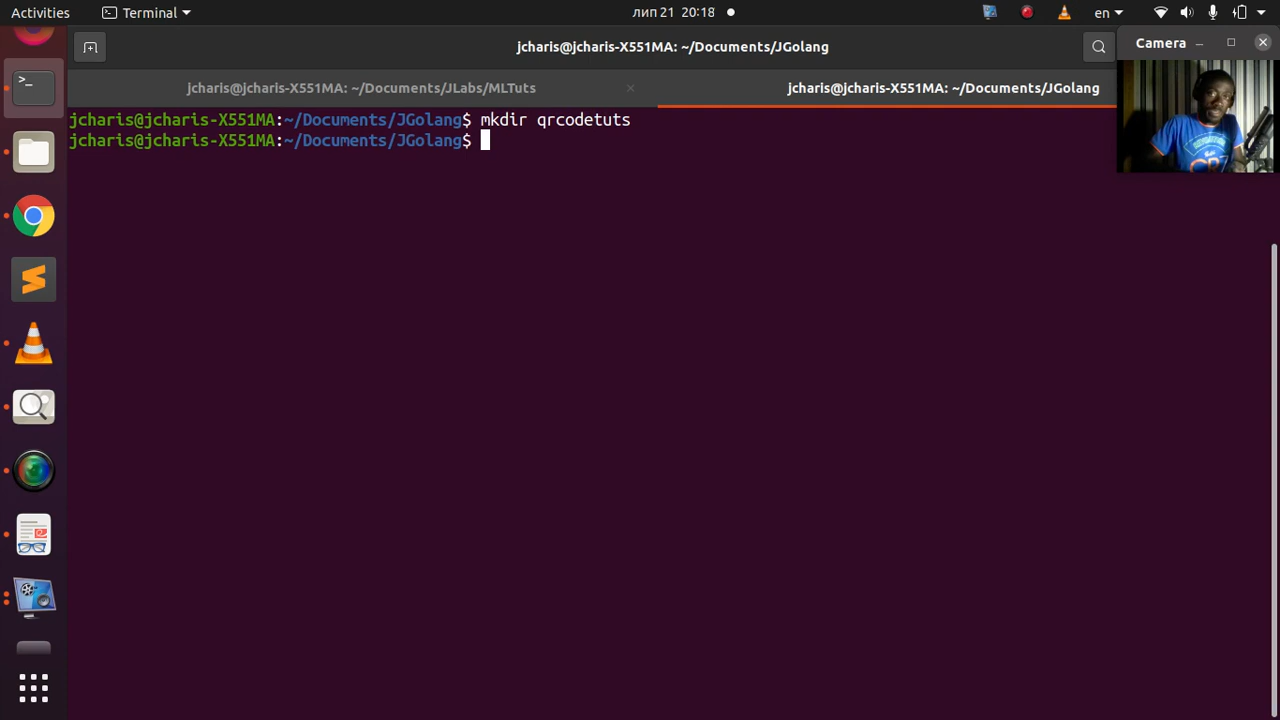 Activities
Terminal
лип 21 20:18
en
jcharis@jcharis-X551MA: ~/Documents/JGolang
Camera
jcharis@jcharis-X551MA: ~/Documents/JLabs/MLTuts
jcharis@jcharis-X551MA: ~/Documents/JGolang
jcharis@jcharis-X551MA:~/Documents/JGolang$ mkdir qrcodetuts
jcharis@jcharis-X551MA:~/Documents/JGolang$